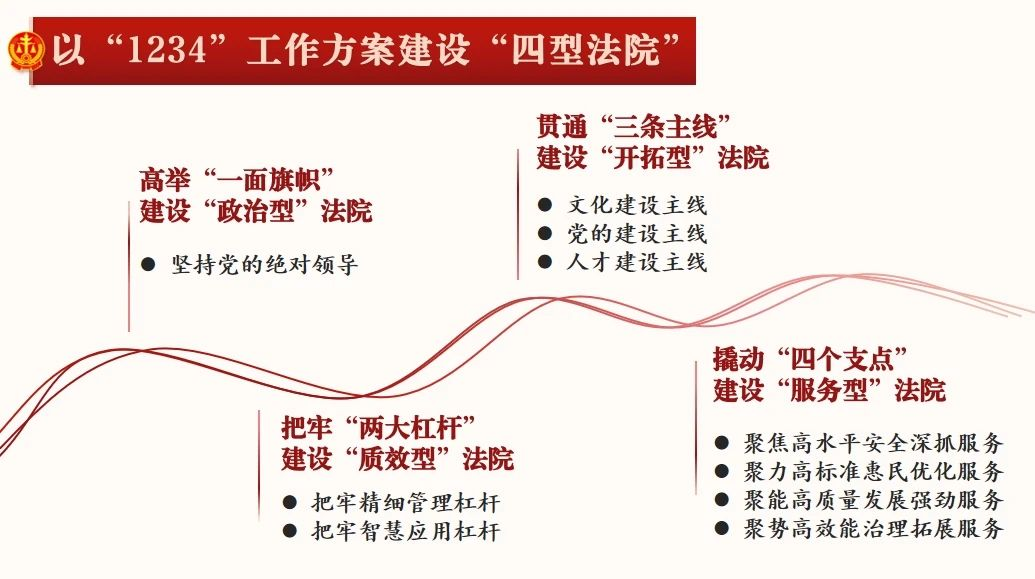 以“1234”工作方案建设“四型法院”
高举“一面旗帜”
建设“政治型”法院
● 坚持党的绝对领导
把牢“两大杠杆”
建设“质效型”法院
● 把牢精细管理杠杆
● 把牢智慧应用杠杆
贯通“三条主线”
建设“开拓型”法院
● 文化建设主线
● 党的建设主线
● 人才建设主线
撬动“四个支点”
建设“服务型”法院
● 聚焦高水平安全深抓服务
● 聚力高标准惠民优化服务
● 聚能高质量发展强劲服务
● 聚势高效能治理拓展服务